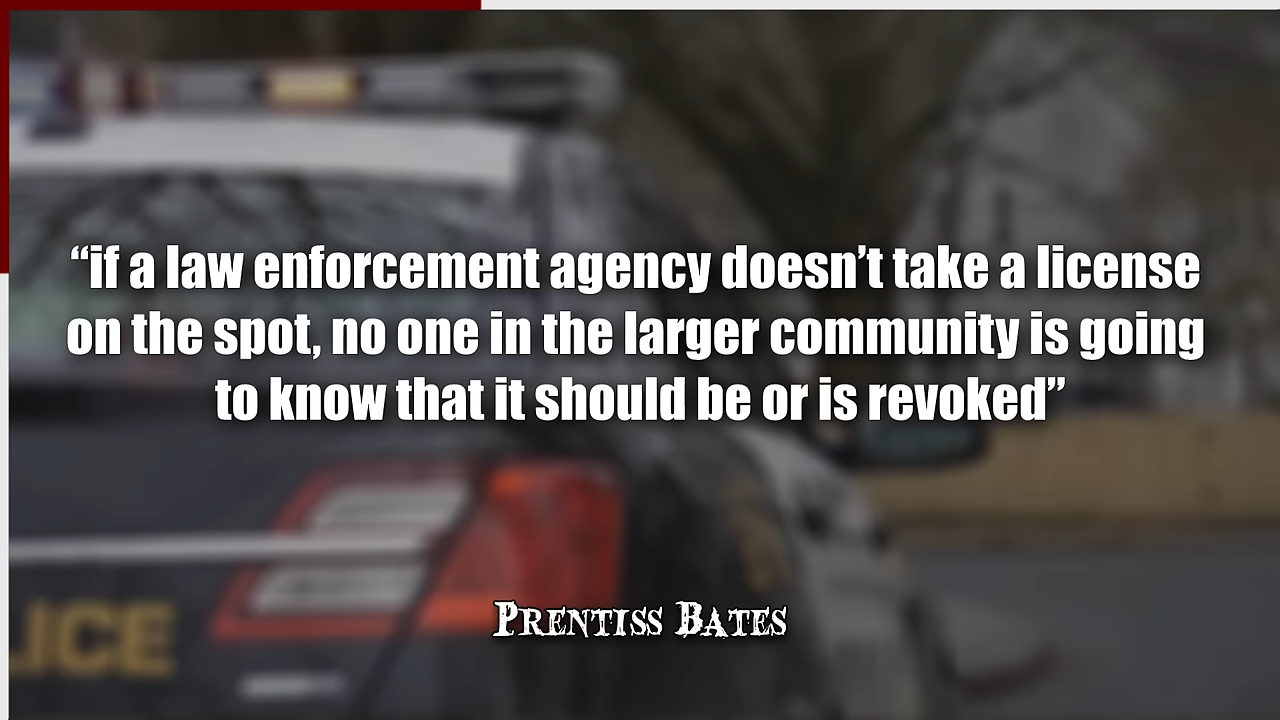 “if a law enforcement agency doesn’t take a license
on the spot, no one in the larger community is going
to know that it should be or is revoked”
LICE
Prentiss Bates